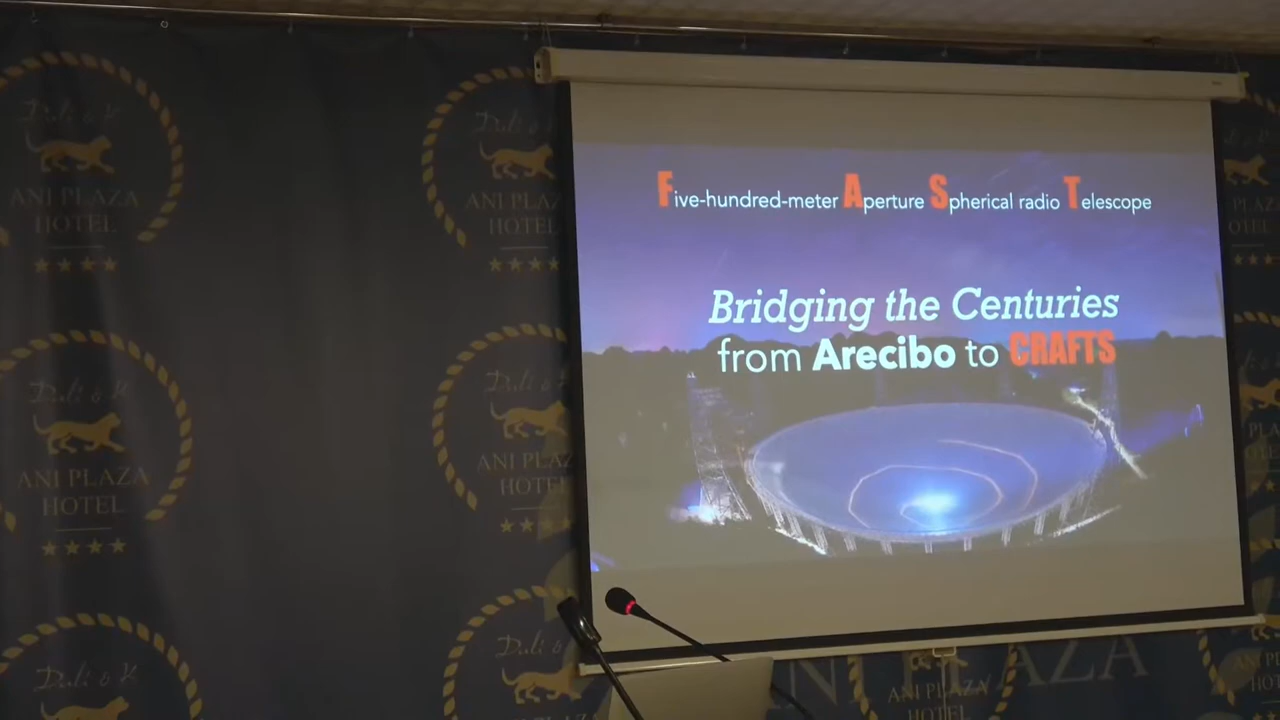 Five-hundred-meter Aperture Spherical radio Telescope
Bridging the Centuries
from Arecibo to CRAFTS
ANI PLAZA
HOTEL
ANI PLAZA
HOTEL
ANI PLAZA
HOTEL
ANI PLAZA